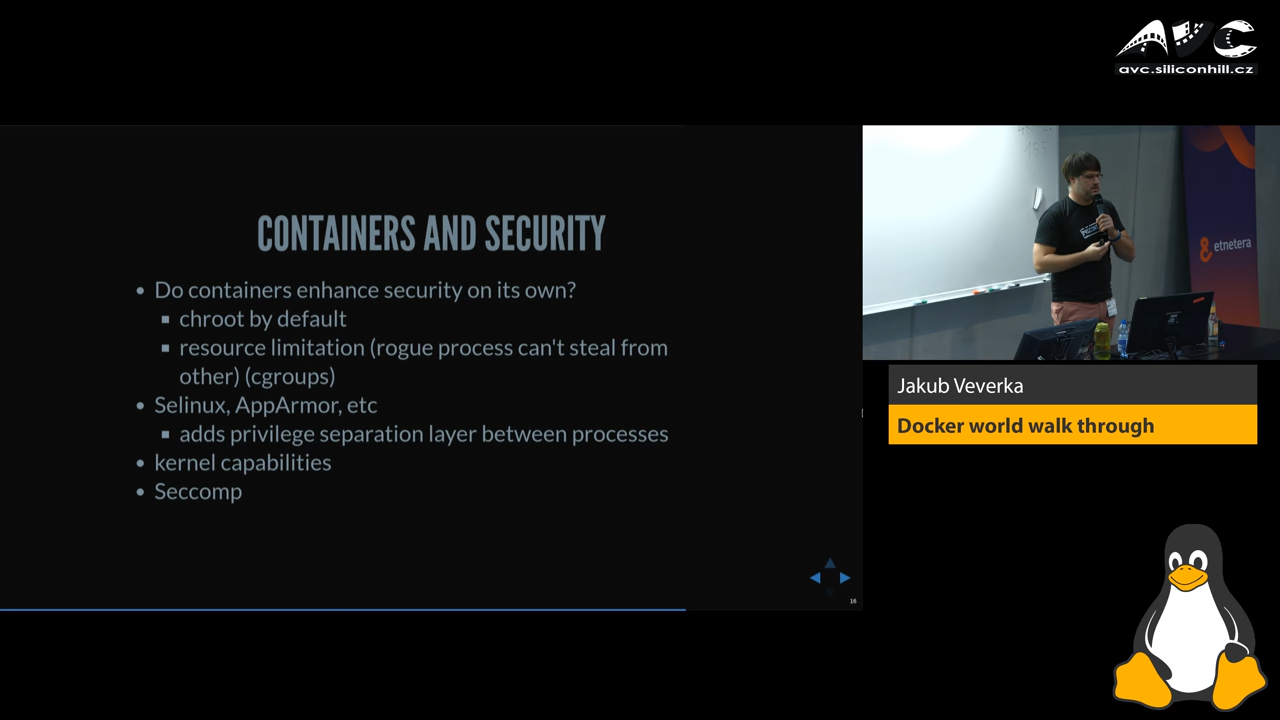 AVC
avc.siliconhill.cz
CONTAINERS AND SECURITY
Do containers enhance security on its own?
chroot by default
resource limitation (rogue process can't steal from
other) (cgroups)
Selinux, AppArmor, etc
adds privilege separation layer between processes
kernel capabilities
Seccomp
16
etnetera
Jakub Veverka
Docker world walk through